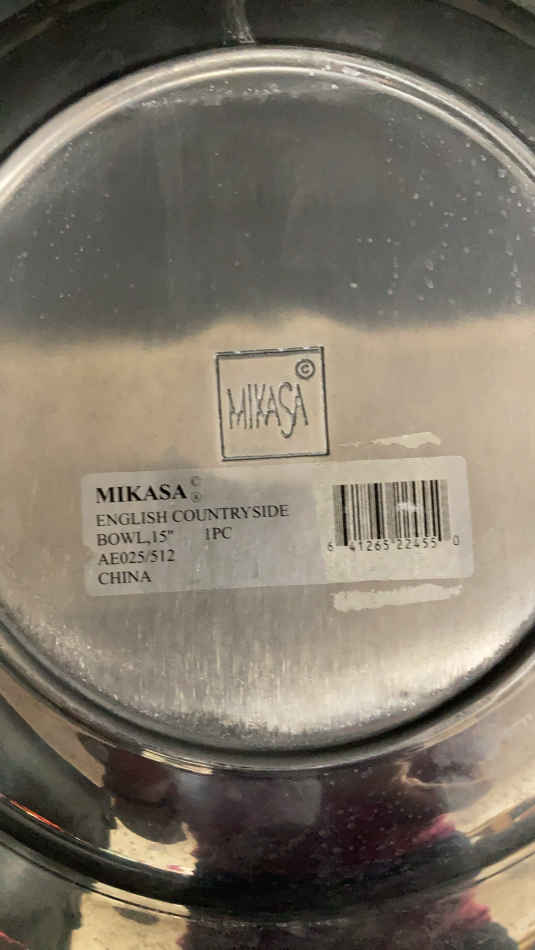 MIKASA ©
MIKASA © ®
ENGLISH COUNTRYSIDE
BOWL,15" 1PC
AE025/512
CHINA
6 41265 22455 0